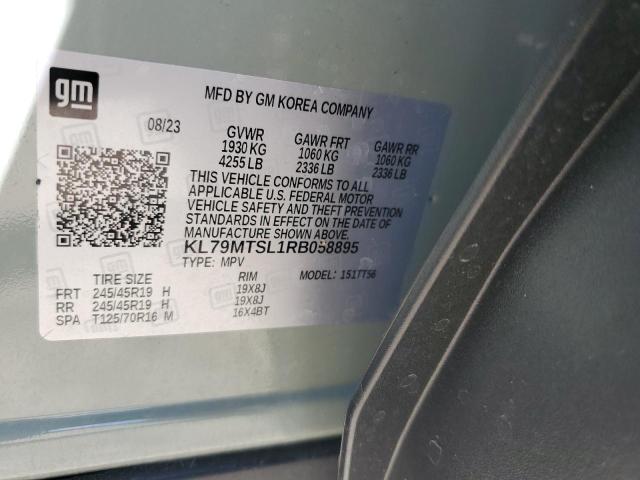 gm
MFD BY GM KOREA COMPANY
08/23
GVWR GAWR FRT GAWR RR
1930 KG 1060 KG 1060 KG
4255 LB 2336 LB 2336 LB
THIS VEHICLE CONFORMS TO ALL
APPLICABLE U.S. FEDERAL MOTOR
VEHICLE SAFETY AND THEFT PREVENTION
STANDARDS IN EFFECT ON THE DATE OF
MANUFACTURE SHOWN ABOVE.
KL79MTSL1RB058895
TYPE: MPV MODEL: 1S1TT56
TIRE SIZE RIM
FRT 245/45R19 H 19X8J
RR 245/45R19 H 19X8J
SPA T125/70R16 M 16X4BT